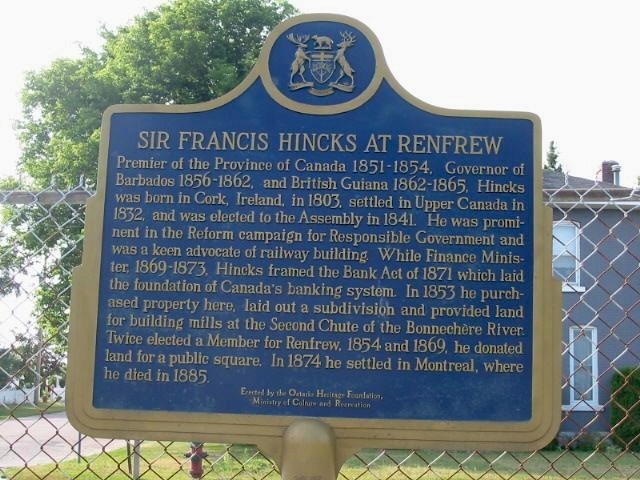 SIR FRANCIS HINCKS AT RENFREW
Premier of the Province of Canada 1851-1854, Governor of
Barbados 1856-1862, and British Guiana 1862-1865, Hincks
was born in Cork, Ireland, in 1803, settled in Upper Canada in
1832, and was elected to the Assembly in 1841. He was promi-
nent in the Reform campaign for Responsible Government and
was a keen advocate of railway building. While Finance Minis-
ter, 1869-1873, Hincks framed the Bank Act of 1871 which laid
the foundation of Canada's banking system. In 1853 he purch-
ased property here, laid out a subdivision and provided land
for building mills at the Second Chute of the Bonnechère River.
Twice elected a Member for Renfrew, 1854 and 1869, he donated
land for a public square. In 1874 he settled in Montreal, where
he died in 1885.
Erected by the Ontario Heritage Foundation,
Ministry of Culture and Recreation